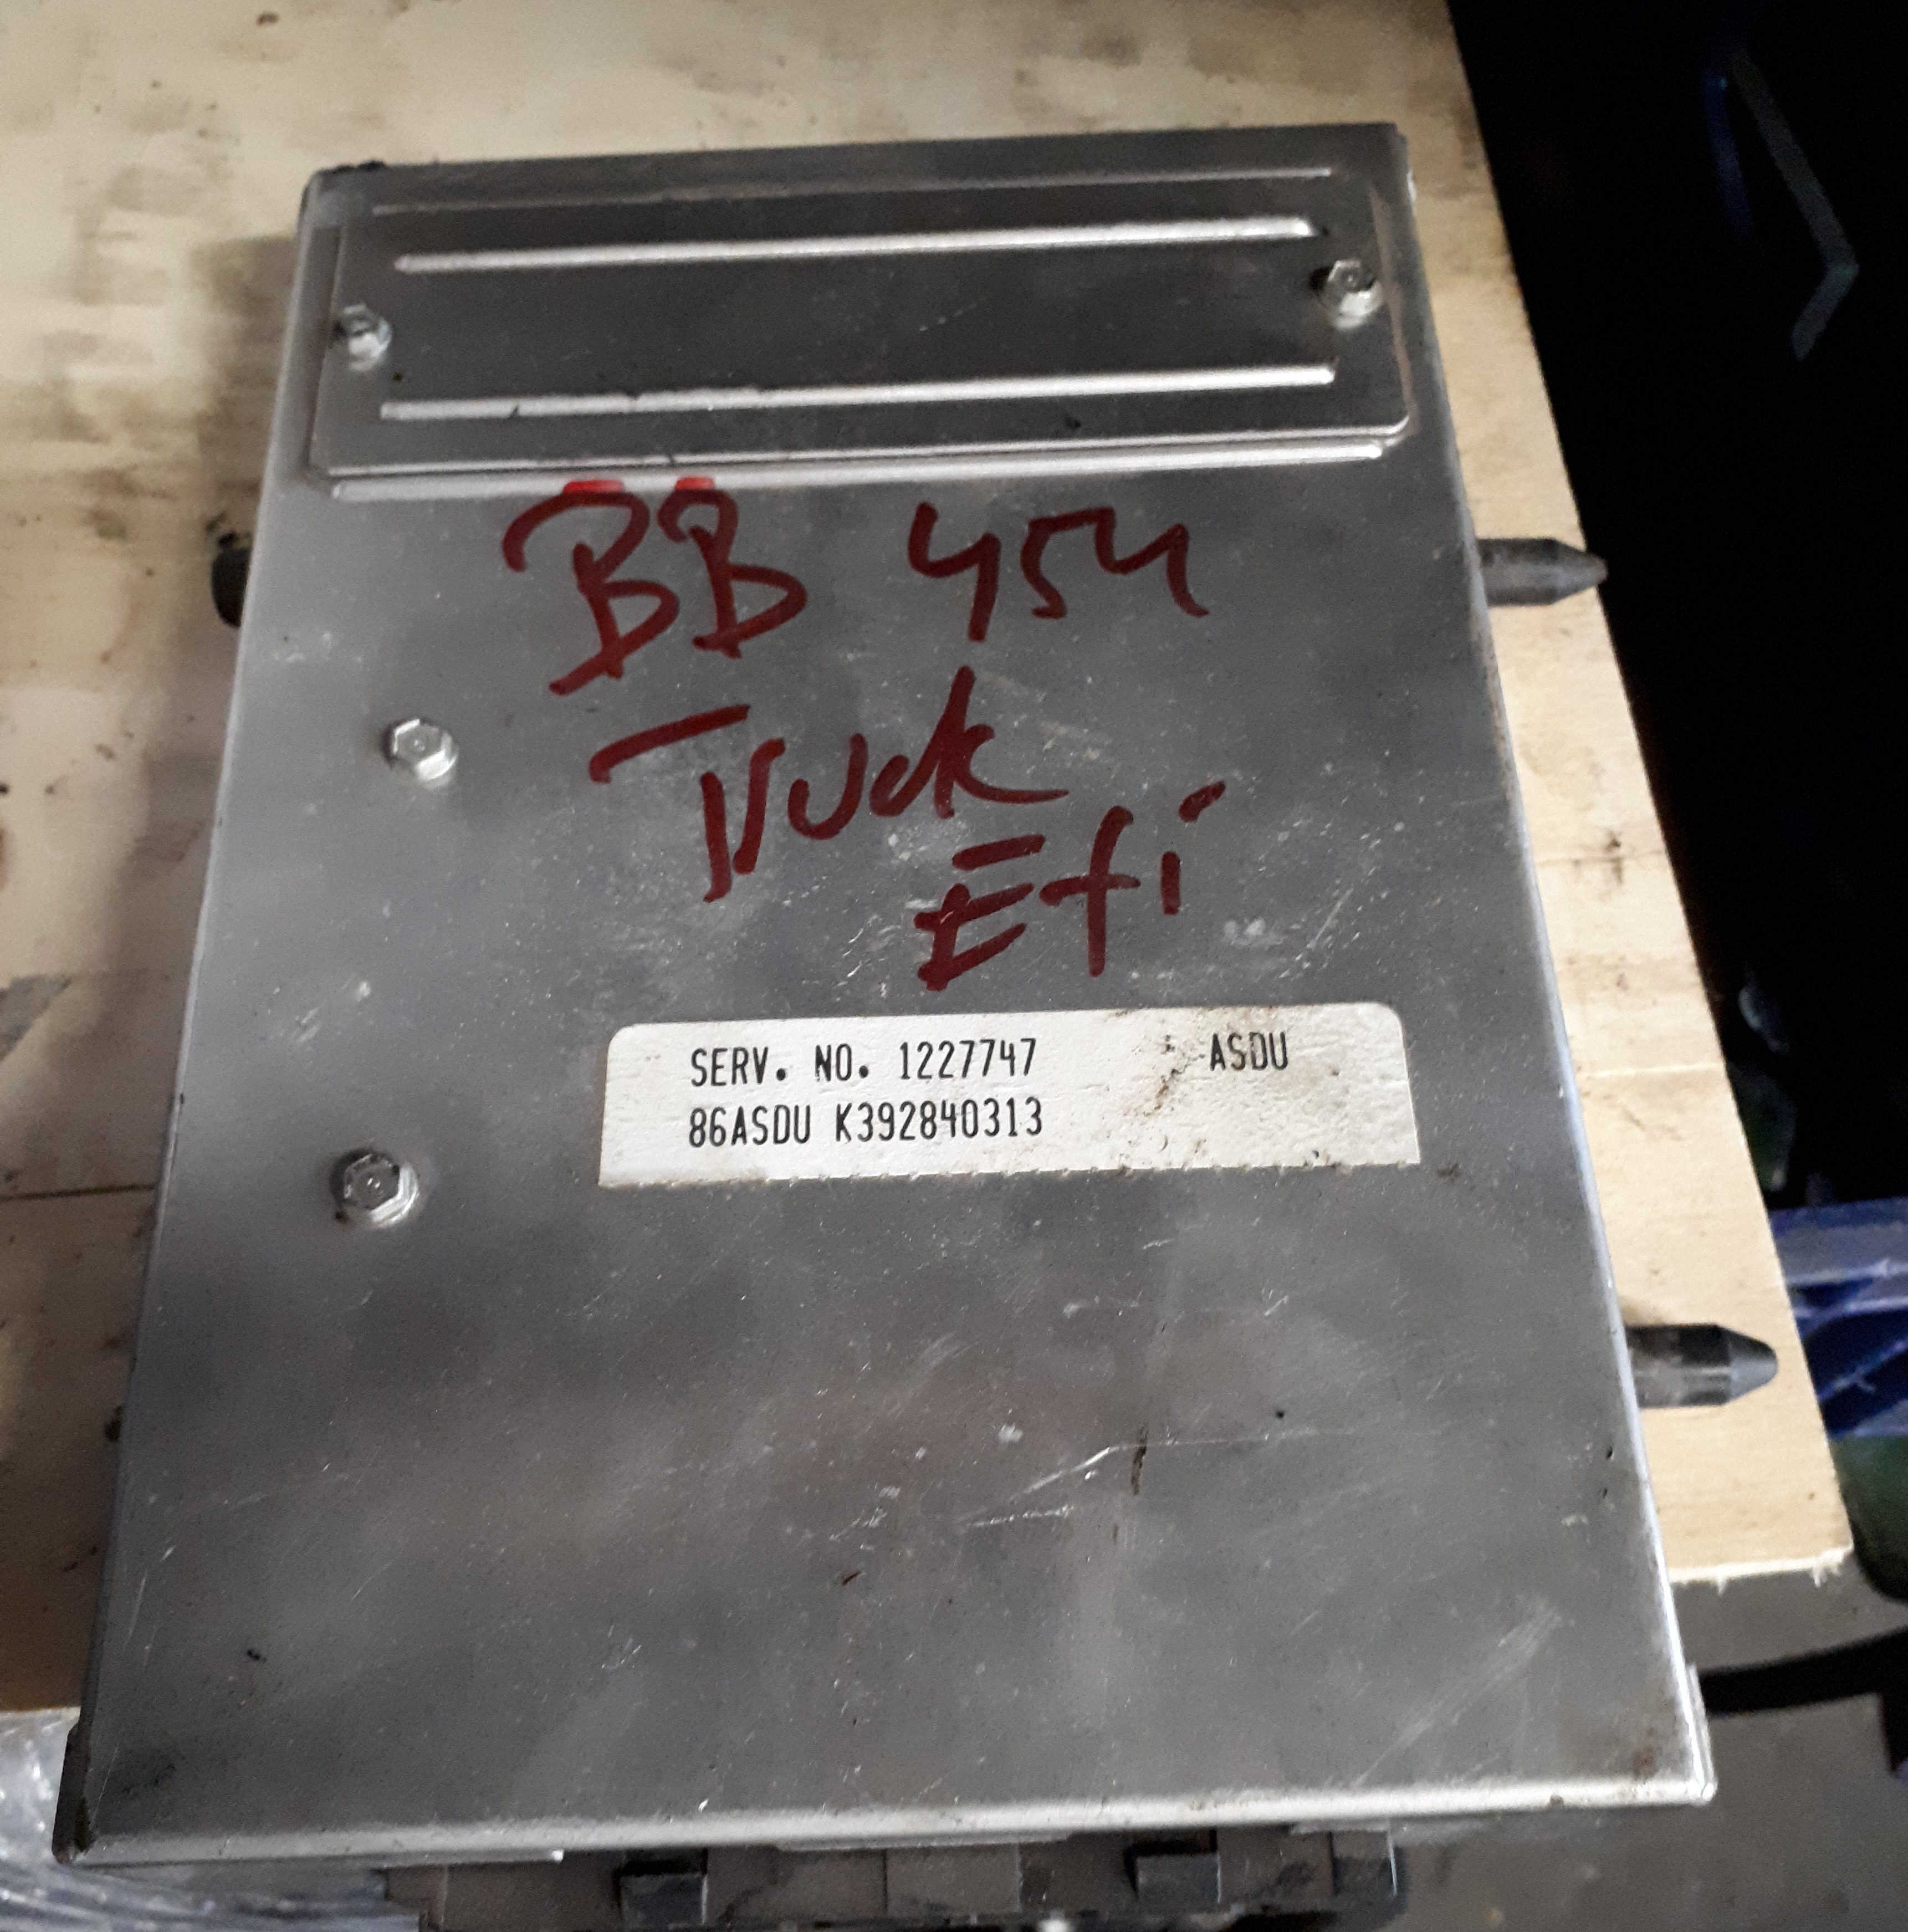 BB 454
Truck
Efi
SERV. NO. 1227747 ASDU
86ASDU K392840313